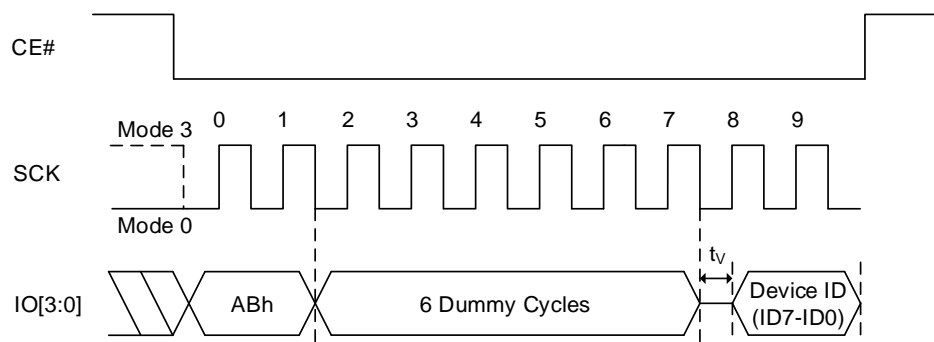 CE#
Mode 3
0 1 2 3 4 5 6 7 8 9
SCK
Mode 0
tV
IO[3:0]
ABh
6 Dummy Cycles
Device ID
(ID7-ID0)